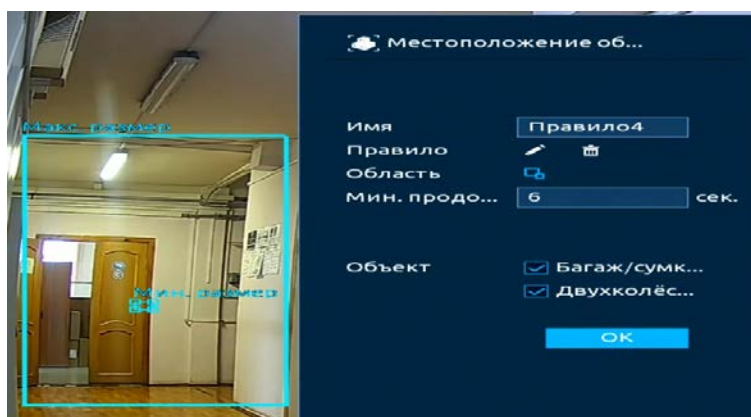 Местоположение об...
Макс. размер
Имя
Правило4
Правило
Область
Мин. продо...
6
сек.
Мин. размер
Объект
Багаж/сумк...
Двухколёс...
OK